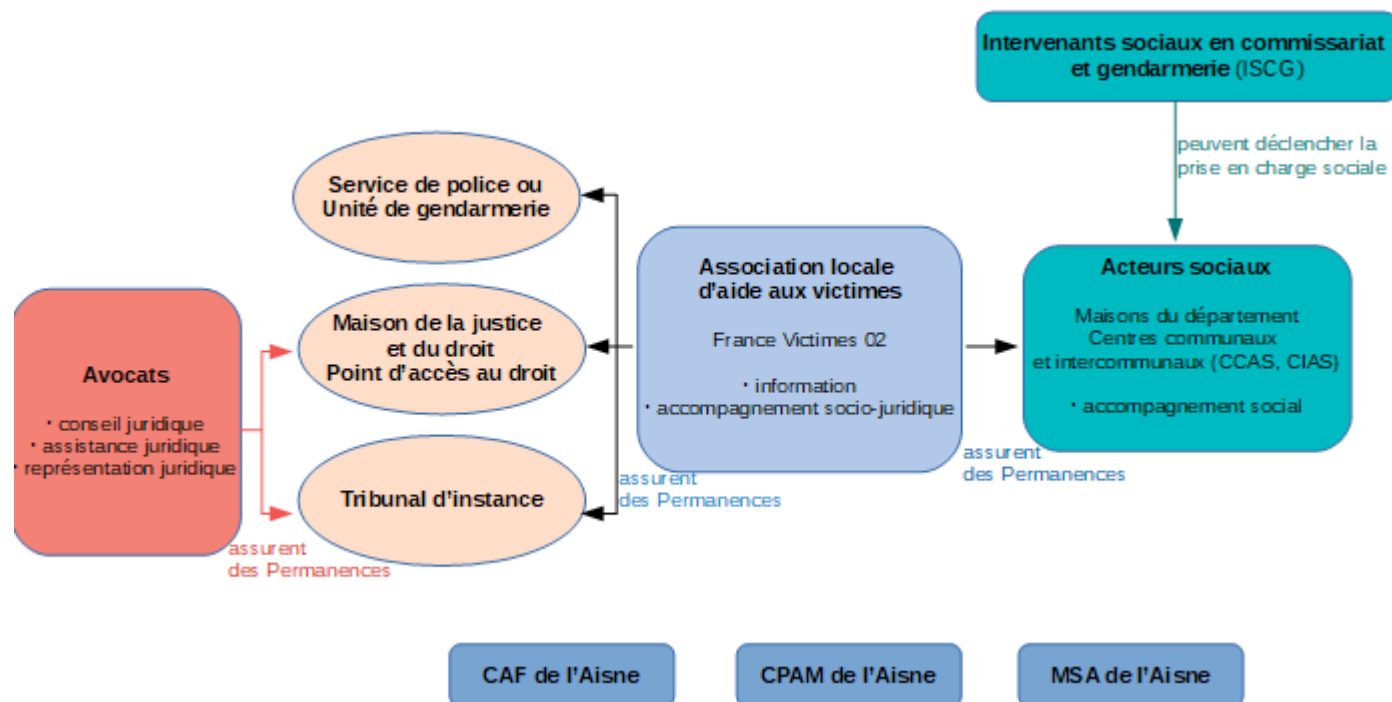 Intervenants sociaux en commissariat
et gendarmerie (ISCG)
peuvent déclencher la
prise en charge sociale
Service de police ou
Unité de gendarmerie
Maison de la justice
et du droit
Point d'accès au droit
Tribunal d'instance
Avocats
· conseil juridique
· assistance juridique
· représentation juridique
assurent
des Permanences
Association locale
d'aide aux victimes
France Victimes 02
· information
· accompagnement socio-juridique
assurent
des Permanences
Acteurs sociaux
Maisons du département
Centres communaux
et intercommunaux (CCAS, CIAS)
· accompagnement social
assurent
des Permanences
CAF de l'Aisne
CPAM de l'Aisne
MSA de l'Aisne